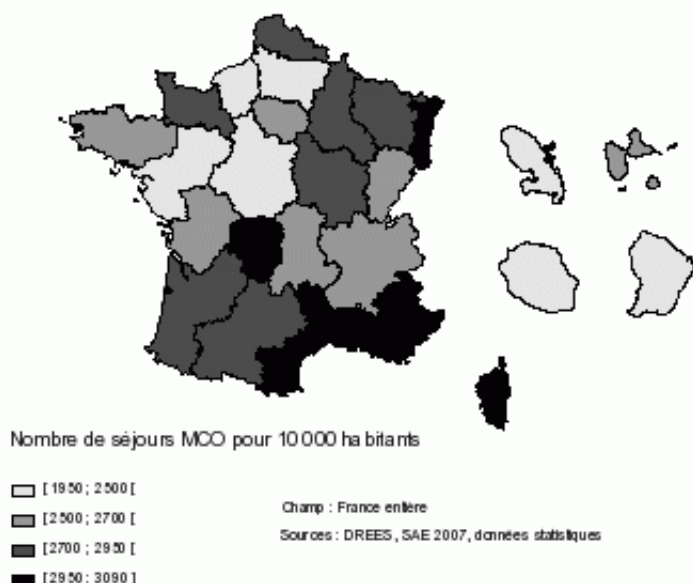 Nombre de séjours MCO pour 10 000 habitants
[ 1950 ; 2500 [
[ 2500 ; 2700 [
[ 2700 ; 2950 [
[ 2950 ; 3090 ]
Champ : France entière
Sources : DREES, SAE 2007, données statistiques